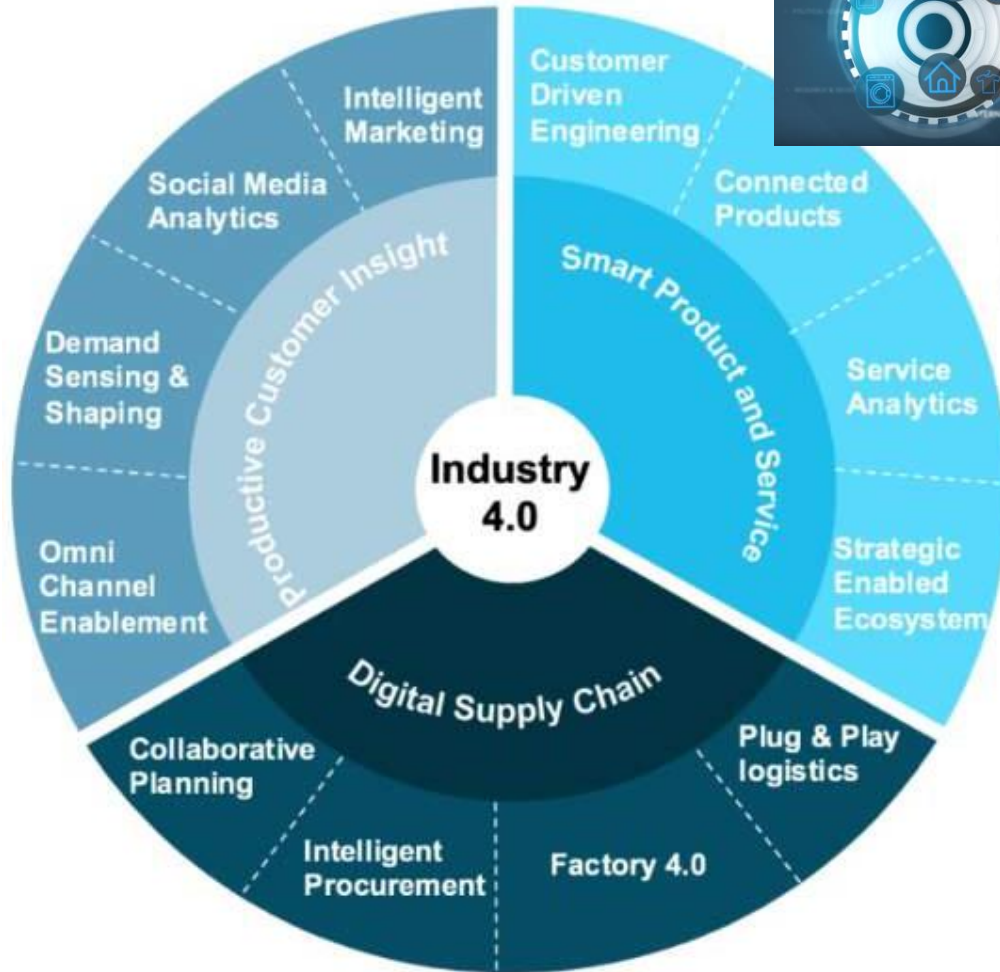 Intelligent
Marketing
Social Media
Analytics
Demand
Sensing &
Shaping
Omni
Channel
Enablement
Productive Customer Insight
Customer
Driven
Engineering
Connected
Products
Service
Analytics
Strategic
Enabled
Ecosystem
Smart Product and Service
Industry
4.0
Digital Supply Chain
Collaborative
Planning
Intelligent
Procurement
Factory 4.0
Plug & Play
logistics